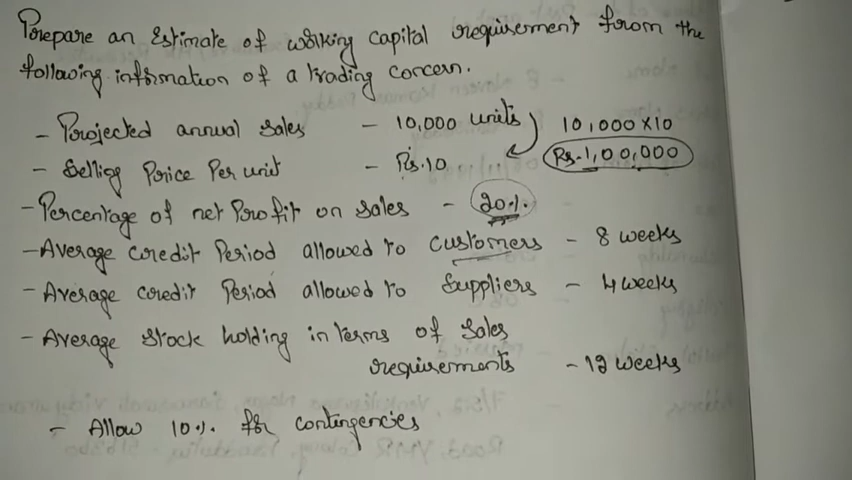 Prepare an Estimate of working capital requirement from the
following information of a trading concern.
- Projected annual sales - 10,000 units 10,000 x 10
- Selling Price Per unit - Rs.10 Rs.1,00,000
- Percentage of net Profit on sales - 20%.
- Average credit Period allowed to customers - 8 weeks
- Average credit Period allowed to suppliers - 4 weeks
- Average stock holding in terms of sales
requirements - 12 weeks
- Allow 10% for contingencies